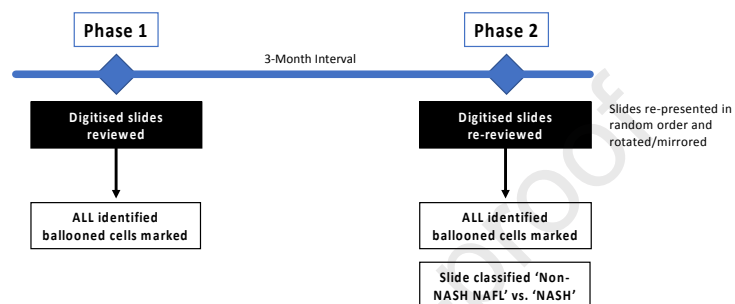 Phase 1
Phase 2
3-Month Interval
Digitised slides
reviewed
Digitised slides
re-reviewed
Slides re-presented in
random order and
rotated/mirrored
ALL identified
ballooned cells marked
ALL identified
ballooned cells marked
Slide classified ‘Non-
NASH NAFL’ vs. ‘NASH’
proof